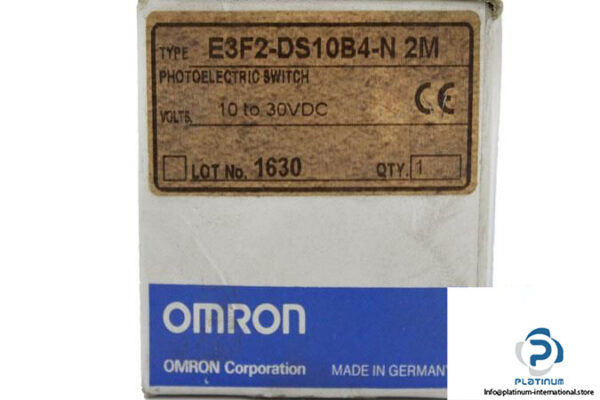 TYPE E3F2-DS10B4-N 2M
PHOTOELECTRIC SWITCH
VOLTS. 10 to 30VDC
CE
LOT No. 1630 QTY. 1
OMRON
OMRON Corporation MADE IN GERMANY
PLATINUM
Info@platinum-international.store